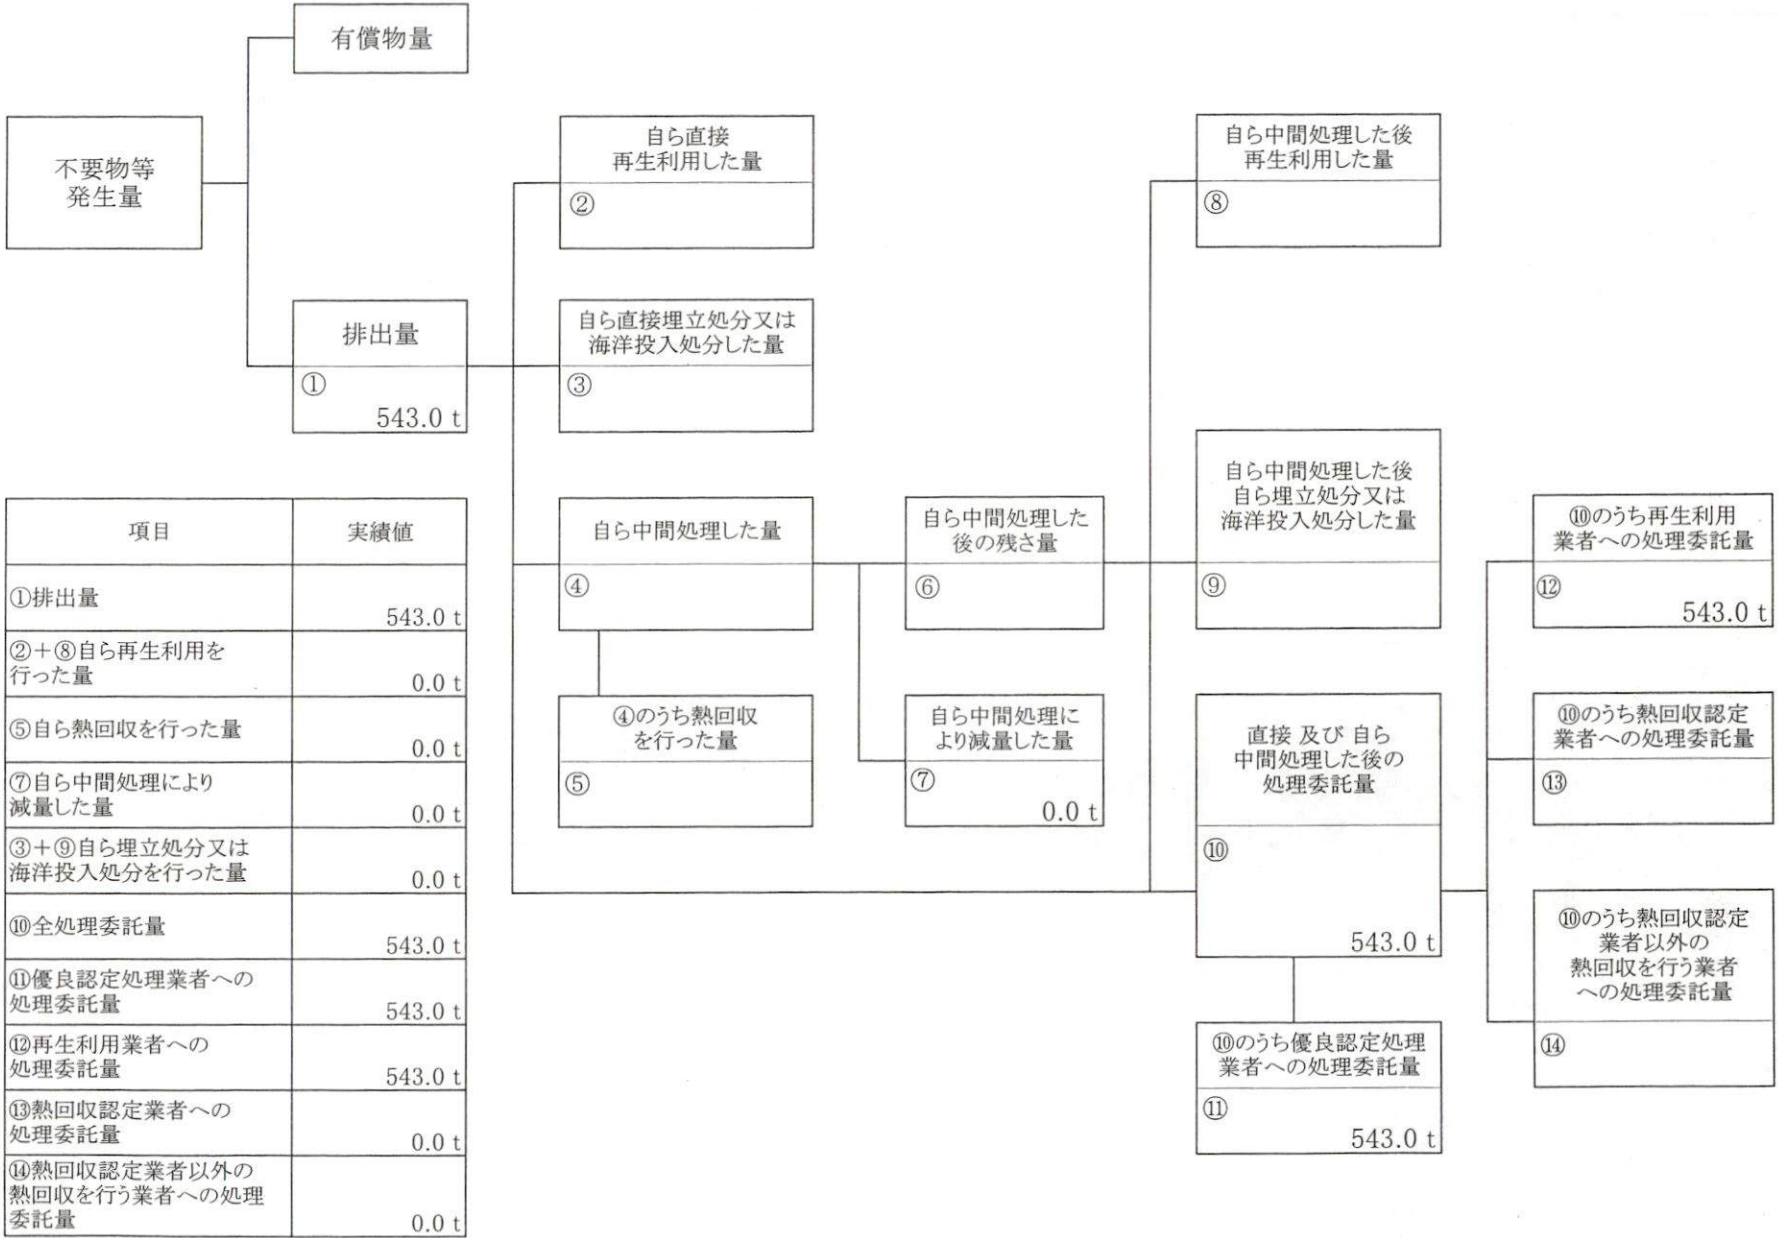 有償物量
不要物等
発生量
排出量
①
543.0 t
自ら直接
再生利用した量
②
自ら直接埋立処分又は
海洋投入処分した量
③
自ら中間処理した量
④
④のうち熱回収
を行った量
⑤
自ら中間処理した
後の残さ量
⑥
自ら中間処理に
より減量した量
⑦
0.0 t
自ら中間処理した後
再生利用した量
⑧
自ら中間処理した後
自ら埋立処分又は
海洋投入処分した量
⑨
直接 及び 自ら
中間処理した後の
処理委託量
⑩
543.0 t
⑩のうち優良認定処理
業者への処理委託量
⑪
543.0 t
⑩のうち再生利用
業者への処理委託量
⑫
543.0 t
⑩のうち熱回収認定
業者への処理委託量
⑬
⑩のうち熱回収認定
業者以外の
熱回収を行う業者
への処理委託量
⑭
項目 実績値
①排出量
543.0 t
②+⑧自ら再生利用を
行った量
0.0 t
⑤自ら熱回収を行った量
0.0 t
⑦自ら中間処理により
減量した量
0.0 t
③+⑨自ら埋立処分又は
海洋投入処分を行った量
0.0 t
⑩全処理委託量
543.0 t
⑪優良認定処理業者への
処理委託量
543.0 t
⑫再生利用業者への
処理委託量
543.0 t
⑬熱回収認定業者への
処理委託量
0.0 t
⑭熱回収認定業者以外の
熱回収を行う業者への処理
委託量
0.0 t